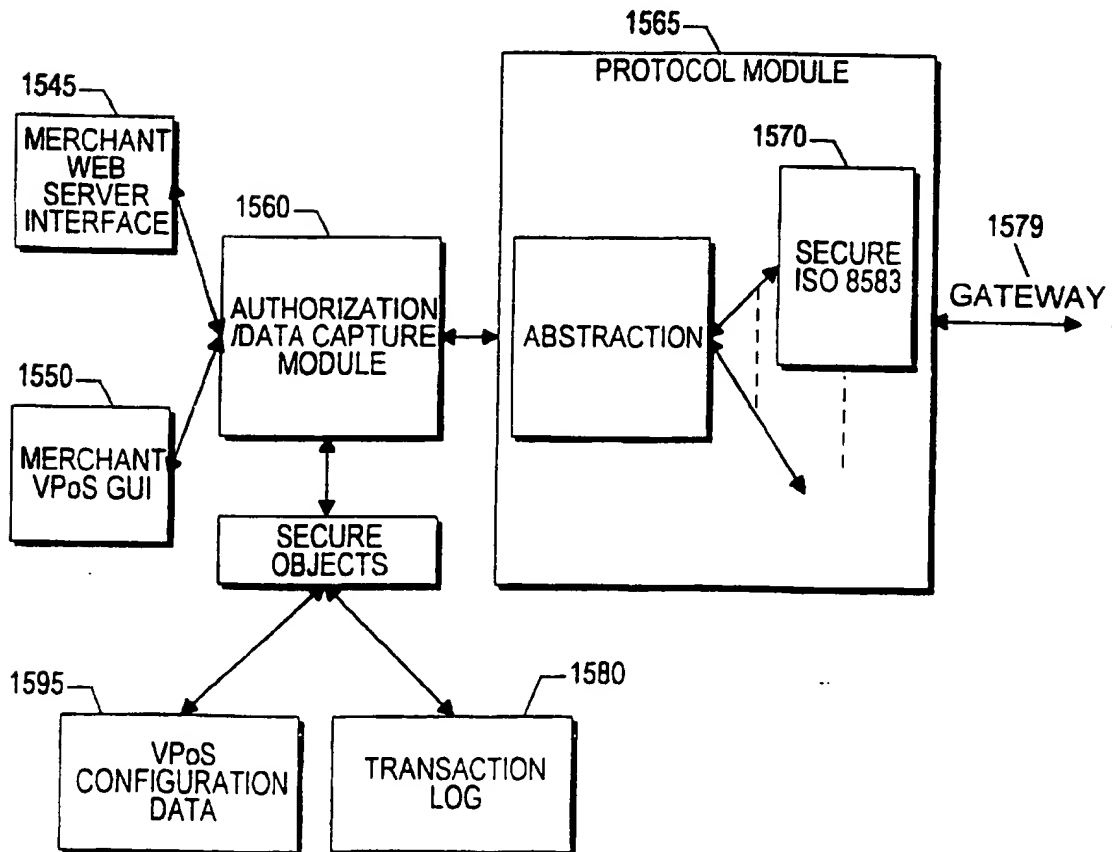 1565
PROTOCOL MODULE
1545
MERCHANT
WEB
SERVER
INTERFACE
1570
SECURE
ISO 8583
1560
AUTHORIZATION
/DATA CAPTURE
MODULE
ABSTRACTION
1579
GATEWAY
1550
MERCHANT
VPoS GUI
SECURE
OBJECTS
1595
VPoS
CONFIGURATION
DATA
1580
TRANSACTION
LOG